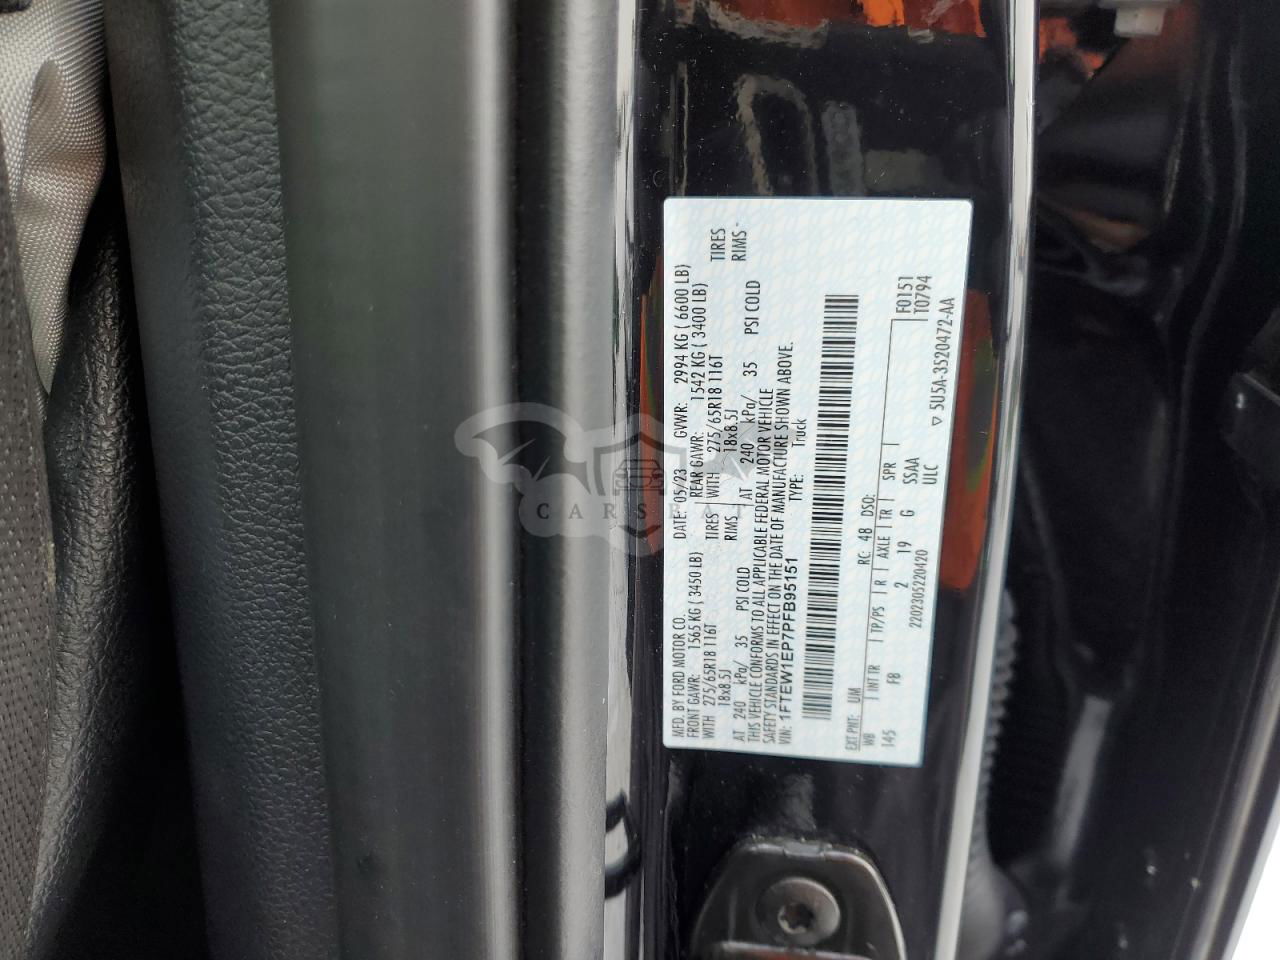 MFD. BY FORD MOTOR CO. DATE: 05/23 GVWR: 2994 KG ( 6600 LB)
FRONT GAWR: 1565 KG ( 3450 LB) REAR GAWR: 1542 KG ( 3400 LB)
WITH 275/65R18 116T TIRES WITH 275/65R18 116T TIRES
18x8.5J RIMS 18x8.5J RIMS -
AT 240 kPa/ 35 PSI COLD AT 240 kPa/ 35 PSI COLD
THIS VEHICLE CONFORMS TO ALL APPLICABLE FEDERAL MOTOR VEHICLE
SAFETY STANDARDS IN EFFECT ON THE DATE OF MANUFACTURE SHOWN ABOVE.
VIN: 1FTEW1EP7PFB95151 TYPE: Truck
EXT PNT: UM RC: 48 DSO: F0151
WB INT TR TP/PS R AXLE TR SPR T0794
145 FB 2 19 G SSAA
ULC
2202305220420
5U5A-3520472-AA
CARSBAT